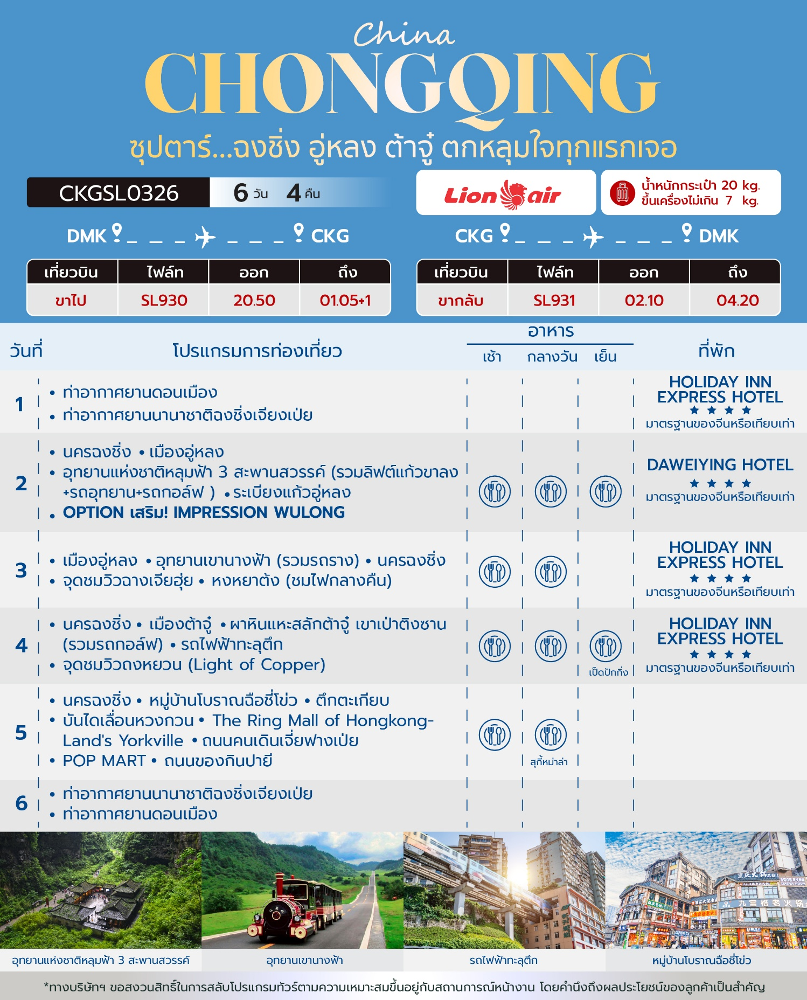 China
CHONGQING
ซุปตาร์...ฉงชิ่ง อู่หลง ต้าจู๋ ตกหลุมใจทุกแรกเจอ
CKGSL0326
6 วัน 4 คืน
Lion air
น้ำหนักกระเป๋า 20 kg.
ขึ้นเครื่องไม่เกิน 7 kg.
DMK CKG
CKG DMK
เที่ยวบิน ไฟล์ท ออก ถึง
ขาไป SL930 20.50 01.05+1
เที่ยวบิน ไฟล์ท ออก ถึง
ขากลับ SL931 02.10 04.20
วันที่ โปรแกรมการท่องเที่ยว อาหาร ที่พัก
เช้า กลางวัน เย็น
1
• ท่าอากาศยานดอนเมือง
• ท่าอากาศยานนานาชาติฉงชิ่งเจียงเป่ย
HOLIDAY INN
EXPRESS HOTEL
★ ★ ★ ★
มาตรฐานของจีนหรือเทียบเท่า
2
• นครฉงชิ่ง • เมืองอู่หลง
• อุทยานแห่งชาติหลุมฟ้า 3 สะพานสวรรค์ (รวมลิฟต์แก้วขาลง
+รถอุทยาน+รถกอล์ฟ ) • ระเบียงแก้วอู่หลง
• OPTION เสริม! IMPRESSION WULONG
DAWEIYING HOTEL
★ ★ ★ ★
มาตรฐานของจีนหรือเทียบเท่า
3
• เมืองอู่หลง • อุทยานเขานางฟ้า (รวมรถราง) • นครฉงชิ่ง
• จุดชมวิวฉางเจียฮุ่ย • หงหยาต้ง (ชมไฟกลางคืน)
HOLIDAY INN
EXPRESS HOTEL
★ ★ ★ ★
มาตรฐานของจีนหรือเทียบเท่า
4
• นครฉงชิ่ง • เมืองต้าจู๋ • ผาหินแหะสลักต้าจู๋ เขาเป่าติงซาน
(รวมรถกอล์ฟ) • รถไฟฟ้าทะลุตึก
• จุดชมวิวถงหยวน (Light of Copper)
เป็ดปักกิ่ง
HOLIDAY INN
EXPRESS HOTEL
★ ★ ★ ★
มาตรฐานของจีนหรือเทียบเท่า
5
• นครฉงชิ่ง • หมู่บ้านโบราณฉือชี่โข่ว • ตึกตะเกียบ
• บันไดเลื่อนหวงกวน • The Ring Mall of Hongkong-
Land's Yorkville • ถนนคนเดินเจี่ยฟางเป่ย
• POP MART • ถนนของกินปายี
สุกี้หม่าล่า
6
• ท่าอากาศยานนานาชาติฉงชิ่งเจียงเป่ย
• ท่าอากาศยานดอนเมือง
九宫格老火锅
อุทยานแห่งชาติหลุมฟ้า 3 สะพานสวรรค์
อุทยานเขานางฟ้า
รถไฟฟ้าทะลุตึก
หมู่บ้านโบราณฉือชี่โข่ว
*ทางบริษัทฯ ขอสงวนสิทธิ์ในการสลับโปรแกรมทัวร์ตามความเหมาะสมขึ้นอยู่กับสถานการณ์หน้างาน โดยคำนึงถึงผลประโยชน์ของลูกค้าเป็นสำคัญ